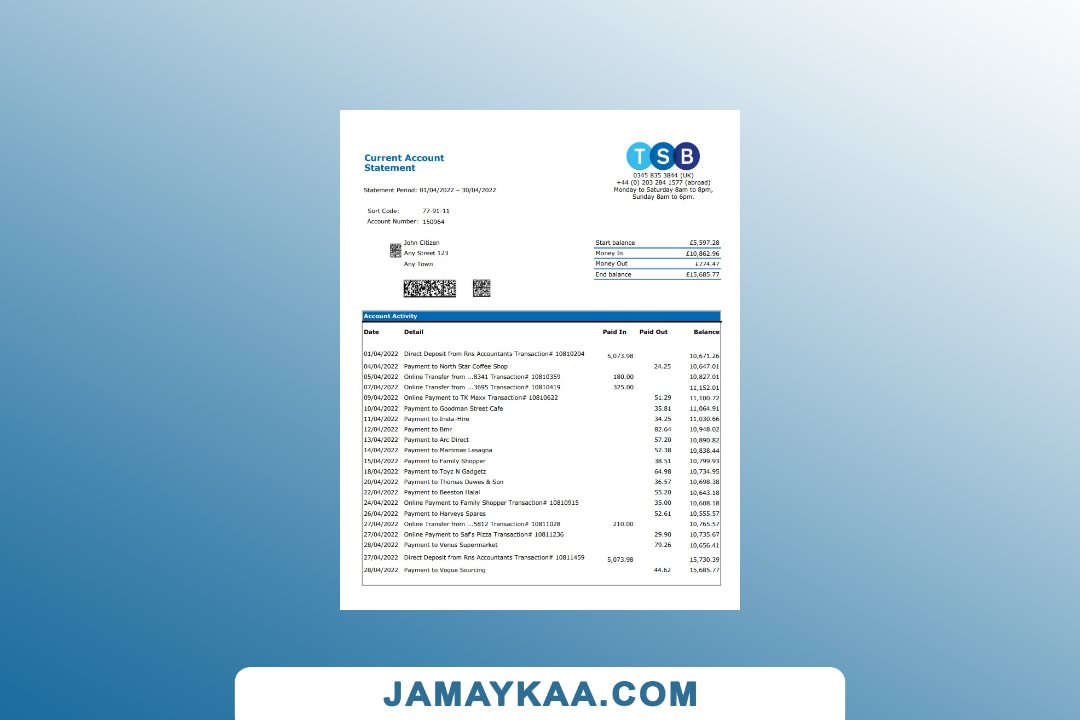 Current Account
Statement
TSB
0345 835 3844 (UK)
+44 (0) 203 284 1577 (abroad)
Monday to Saturday 8am to 8pm,
Sunday 8am to 6pm.
Statement Period: 01/04/2022 – 30/04/2022
Sort Code: 77-91-11
Account Number: 150964
John Citizen
Any Street 123
Any Town
Start balance £5,597.28
Money In £10,862.96
Money Out £774.47
End balance £15,685.77
Account Activity
Date Detail Paid In Paid Out Balance
01/04/2022 Direct Deposit from Rns Accountants Transaction# 10810204 5,073.98 10,671.26
04/04/2022 Payment to North Star Coffee Shop 24.25 10,647.01
05/04/2022 Online Transfer from ...8341 Transaction# 10810359 180.00 10,827.01
07/04/2022 Online Transfer from ...3695 Transaction# 10810419 325.00 11,152.01
09/04/2022 Online Payment to TK Maxx Transaction# 10810622 51.29 11,100.72
10/04/2022 Payment to Goodman Street Cafe 35.81 11,064.91
11/04/2022 Payment to Insta-Hire 34.25 11,030.66
12/04/2022 Payment to Bmr 82.64 10,948.02
13/04/2022 Payment to Arc Direct 57.20 10,890.82
14/04/2022 Payment to Mammas Lasagna 52.38 10,838.44
15/04/2022 Payment to Family Shopper 38.51 10,799.93
18/04/2022 Payment to Toyz N Gadgetz 64.98 10,734.95
20/04/2022 Payment to Thomas Dawes & Son 36.57 10,698.38
22/04/2022 Payment to Beeston Halal 55.20 10,643.18
24/04/2022 Online Payment to Family Shopper Transaction# 10810915 35.00 10,608.18
26/04/2022 Payment to Harveys Spares 52.61 10,555.57
27/04/2022 Online Transfer from ...5812 Transaction# 10811028 210.00 10,765.57
27/04/2022 Online Payment to Saf's Pizza Transaction# 10811236 29.90 10,735.67
28/04/2022 Payment to Venus Supermarket 79.26 10,656.41
27/04/2022 Direct Deposit from Rns Accountants Transaction# 10811459 5,073.98 15,730.39
28/04/2022 Payment to Vogue Sourcing 44.62 15,685.77
JAMAYKAA.COM